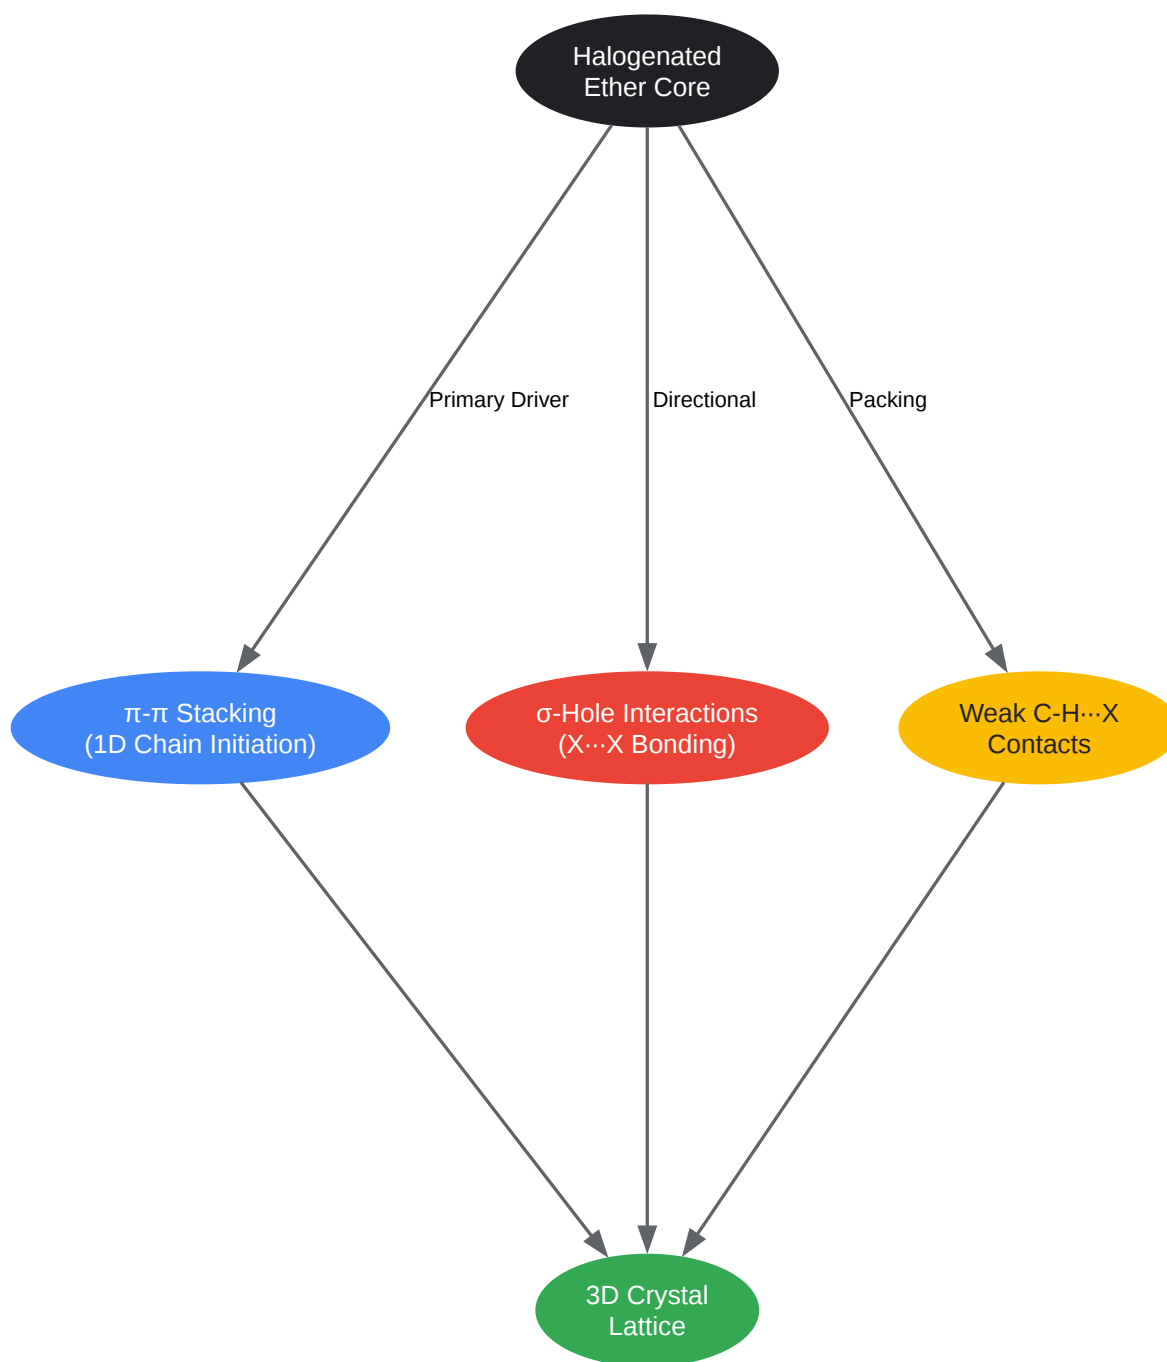 Halogenated
Ether Core
Primary Driver
Directional
Packing
π-π Stacking
(1D Chain Initiation)
σ-Hole Interactions
(X···X Bonding)
Weak C-H···X
Contacts
3D Crystal
Lattice